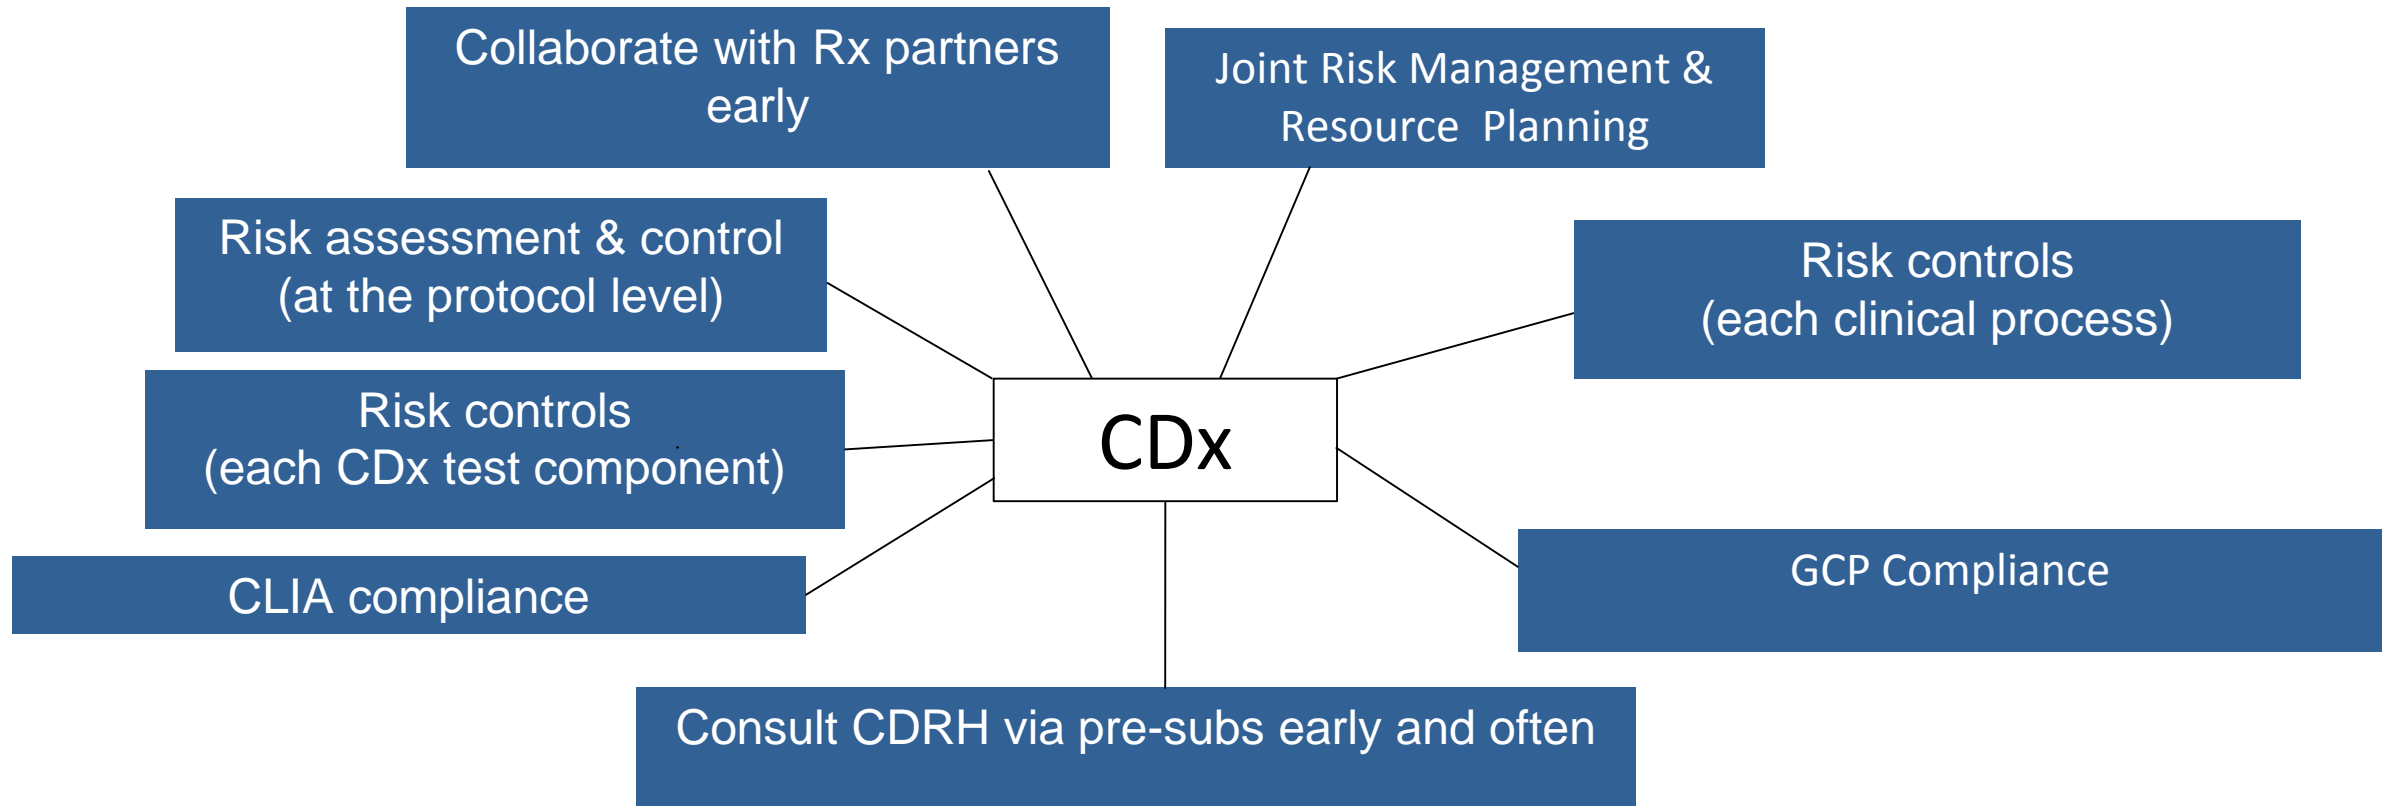 Collaborate with Rx partners
early
Joint Risk Management &
Resource  Planning
Risk assessment & control
(at the protocol level)
Risk controls
(each clinical process)
Risk controls
(each CDx test component)
CDx
CLIA compliance
GCP Compliance
Consult CDRH via pre-subs early and often